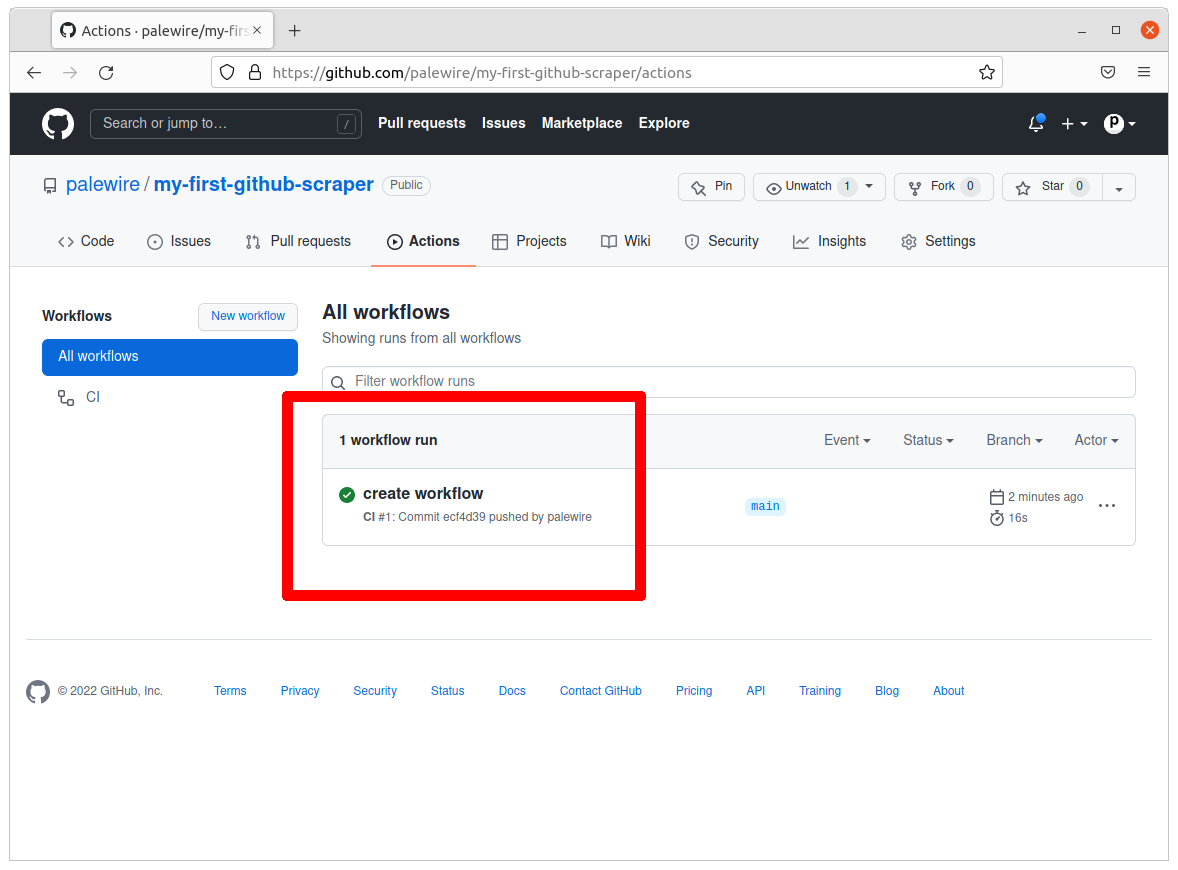 Actions · palewire/my-firs
https://github.com/palewire/my-first-github-scraper/actions
Search or jump to… / Pull requests Issues Marketplace Explore
palewire / my-first-github-scraper Public Pin Unwatch 1 Fork 0 Star 0
Code Issues Pull requests Actions Projects Wiki Security Insights Settings
Workflows New workflow All workflows
Showing runs from all workflows
All workflows
Filter workflow runs
CI
1 workflow run Event Status Branch Actor
create workflow
CI #1: Commit ecf4d39 pushed by palewire
main
2 minutes ago
16s
© 2022 GitHub, Inc. Terms Privacy Security Status Docs Contact GitHub Pricing API Training Blog About